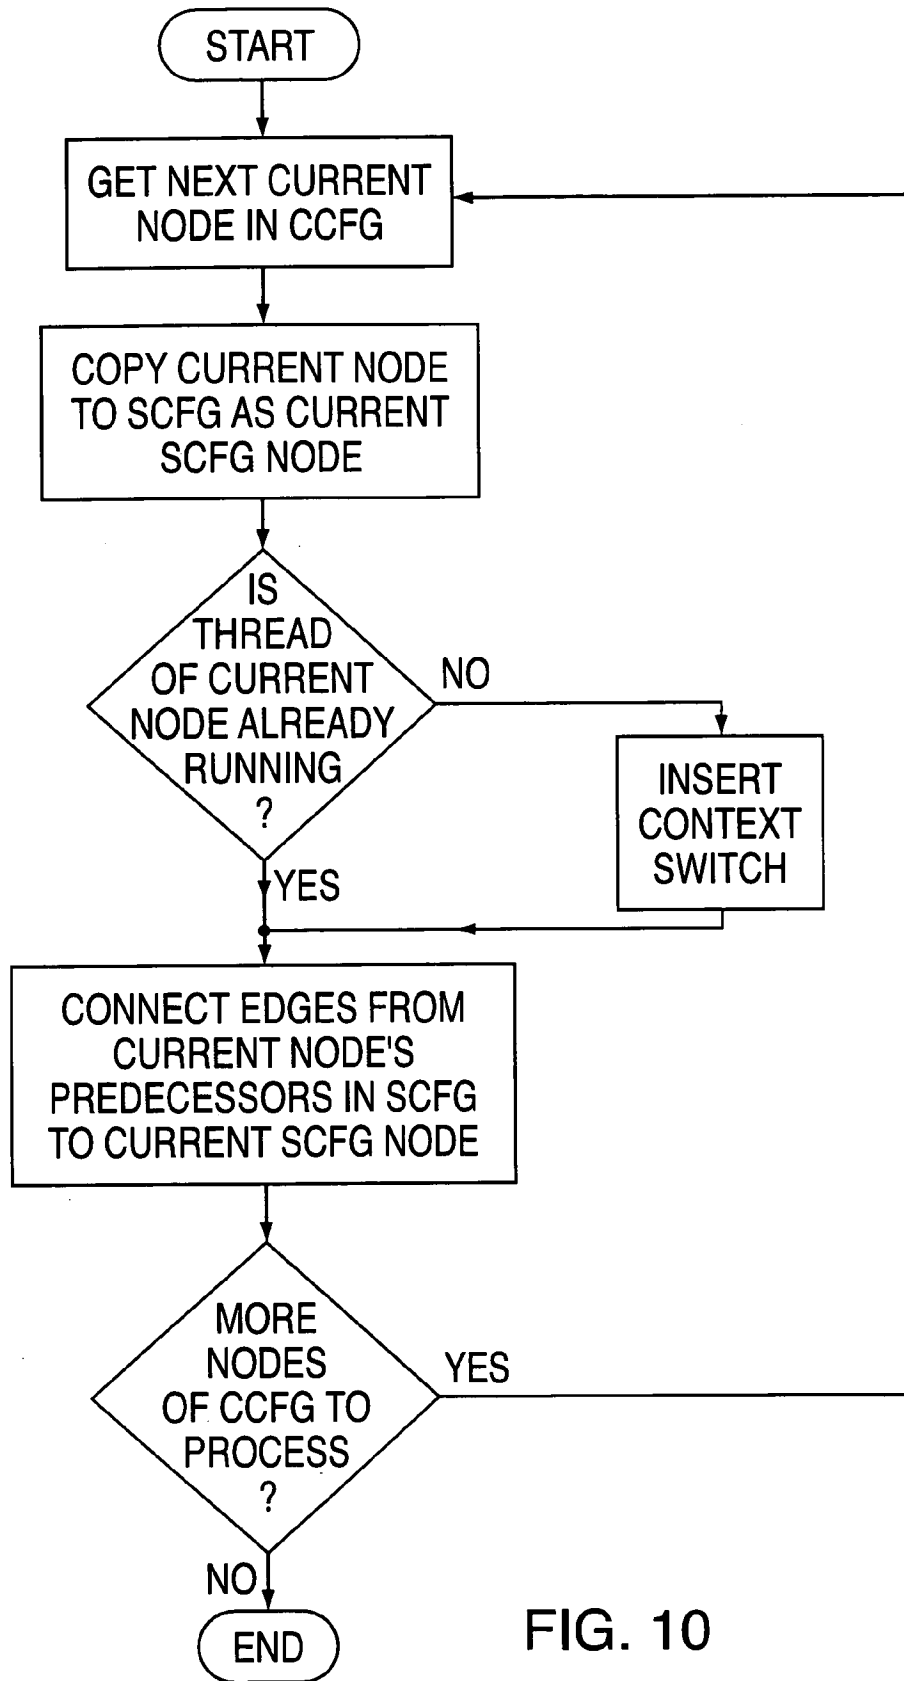 START
GET NEXT CURRENT
NODE IN CCFG
COPY CURRENT NODE
TO SCFG AS CURRENT
SCFG NODE
IS
THREAD
OF CURRENT
NODE ALREADY
RUNNING
?
NO
INSERT
CONTEXT
SWITCH
YES
CONNECT EDGES FROM
CURRENT NODE'S
PREDECESSORS IN SCFG
TO CURRENT SCFG NODE
MORE
NODES
OF CCFG TO
PROCESS
?
YES
NO
END
FIG. 10